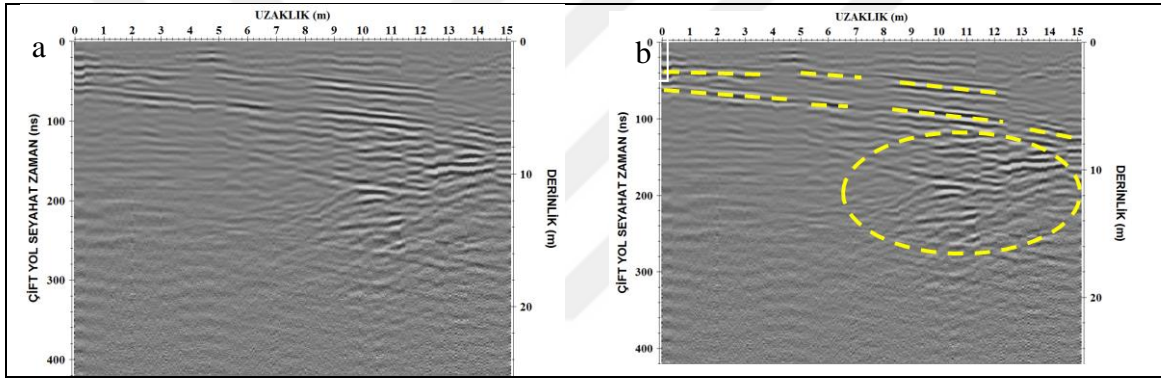 a
UZAKLIK (m)
0 1 2 3 4 5 6 7 8 9 10 11 12 13 14 15
ÇİFT YOL SEYAHAT ZAMAN (ns)
0
100
200
300
400
DERİNLİK (m)
0
10
20
b
UZAKLIK (m)
0 1 2 3 4 5 6 7 8 9 10 11 12 13 14 15
ÇİFT YOL SEYAHAT ZAMAN (ns)
0
100
200
300
400
DERİNLİK (m)
0
10
20